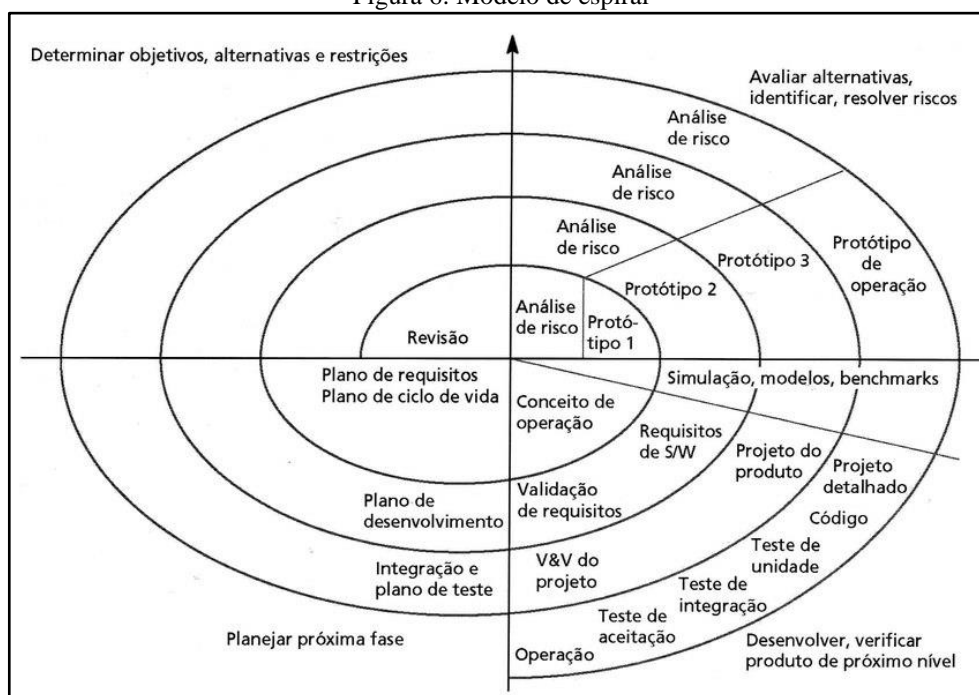 Figura 6: Modelo de espiral
Determinar objetivos, alternativas e restrições
Avaliar alternativas,
identificar, resolver riscos
Análise
de risco
Análise
de risco
Análise
de risco
Protótipo
de
operação
Protótipo 3
Protótipo 2
Análise
de risco
Protó-
tipo 1
Revisão
Plano de requisitos
Plano de ciclo de vida
Simulação, modelos, benchmarks
Conceito de
operação
Requisitos
de S/W
Projeto do
produto
Projeto
detalhado
Plano de
desenvolvimento
Validação
de requisitos
Código
Integração e
plano de teste
V&V do
projeto
Teste de
unidade
Teste de
integração
Teste de
aceitação
Operação
Planejar próxima fase
Desenvolver, verificar
produto de próximo nível